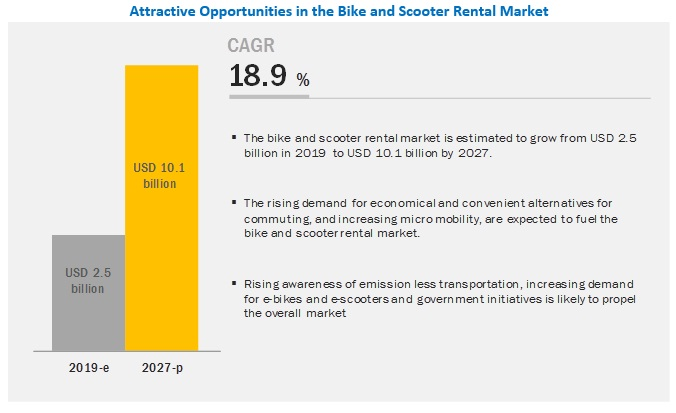 Attractive Opportunities in the Bike and Scooter Rental Market
CAGR
18.9 %
USD 10.1
billion
USD 2.5
billion
2019-e
2027-p
▪ The bike and scooter rental market is estimated to grow from USD 2.5
billion in 2019 to USD 10.1 billion by 2027.
▪ The rising demand for economical and convenient alternatives for
commuting, and increasing micro mobility, are expected to fuel the
bike and scooter rental market.
▪ Rising awareness of emission less transportation, increasing demand
for e-bikes and e-scooters and government initiatives is likely to propel
the overall market